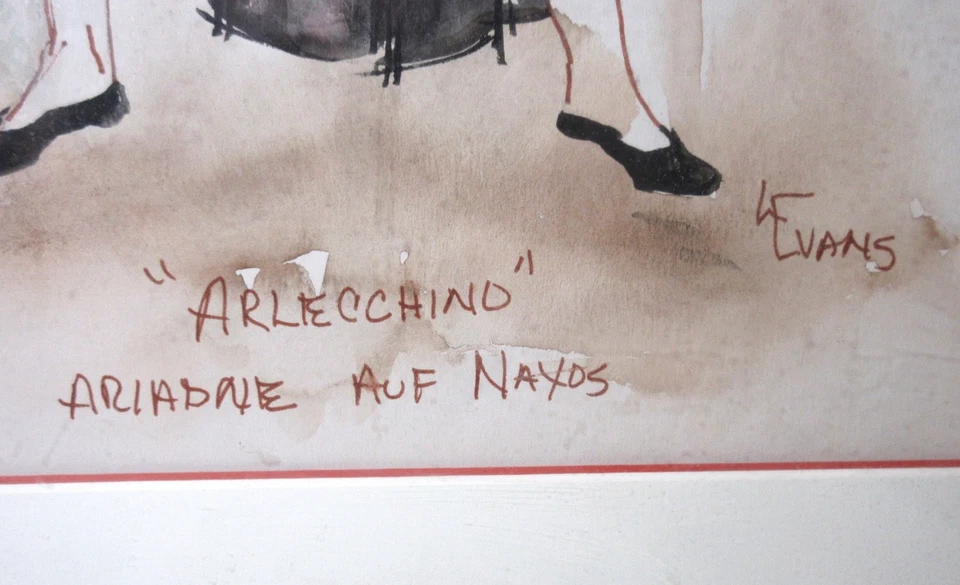 "ARLECCHINO"
ARIADNE AUF NAXOS
L EVANS